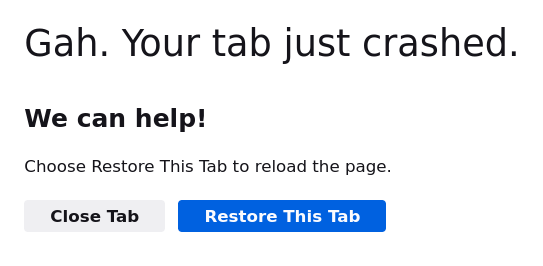 Gah. Your tab just crashed.
We can help!
Choose Restore This Tab to reload the page.
Close Tab
Restore This Tab